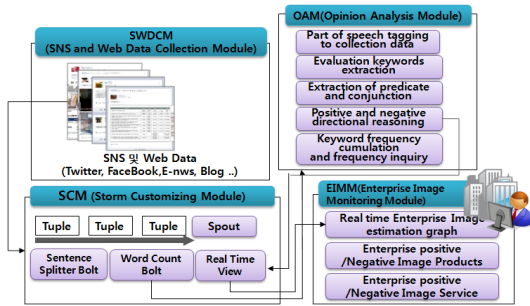 SWDCM
(SNS and Web Data Collection Module)
SNS 및 Web Data
(Twitter, FaceBook,E-nws, Blog ..)
OAM(Opinion Analysis Module)
Part of speech tagging
to collection data
Evaluation keywords
extraction
Extraction of predicate
and conjunction
Positive and negative
directional reasoning
Keyword frequency
cumulation
and frequency inquiry
SCM (Storm Customizing Module)
Tuple
Tuple
Tuple
Spout
Sentence
Splitter Bolt
Word Count
Bolt
Real Time
View
EIMM(Enterprise Image
Monitoring Module)
Real time Enterprise Image
estimation graph
Enterprise positive
/Negative Image Products
Enterprise positive
/Negative Image Service